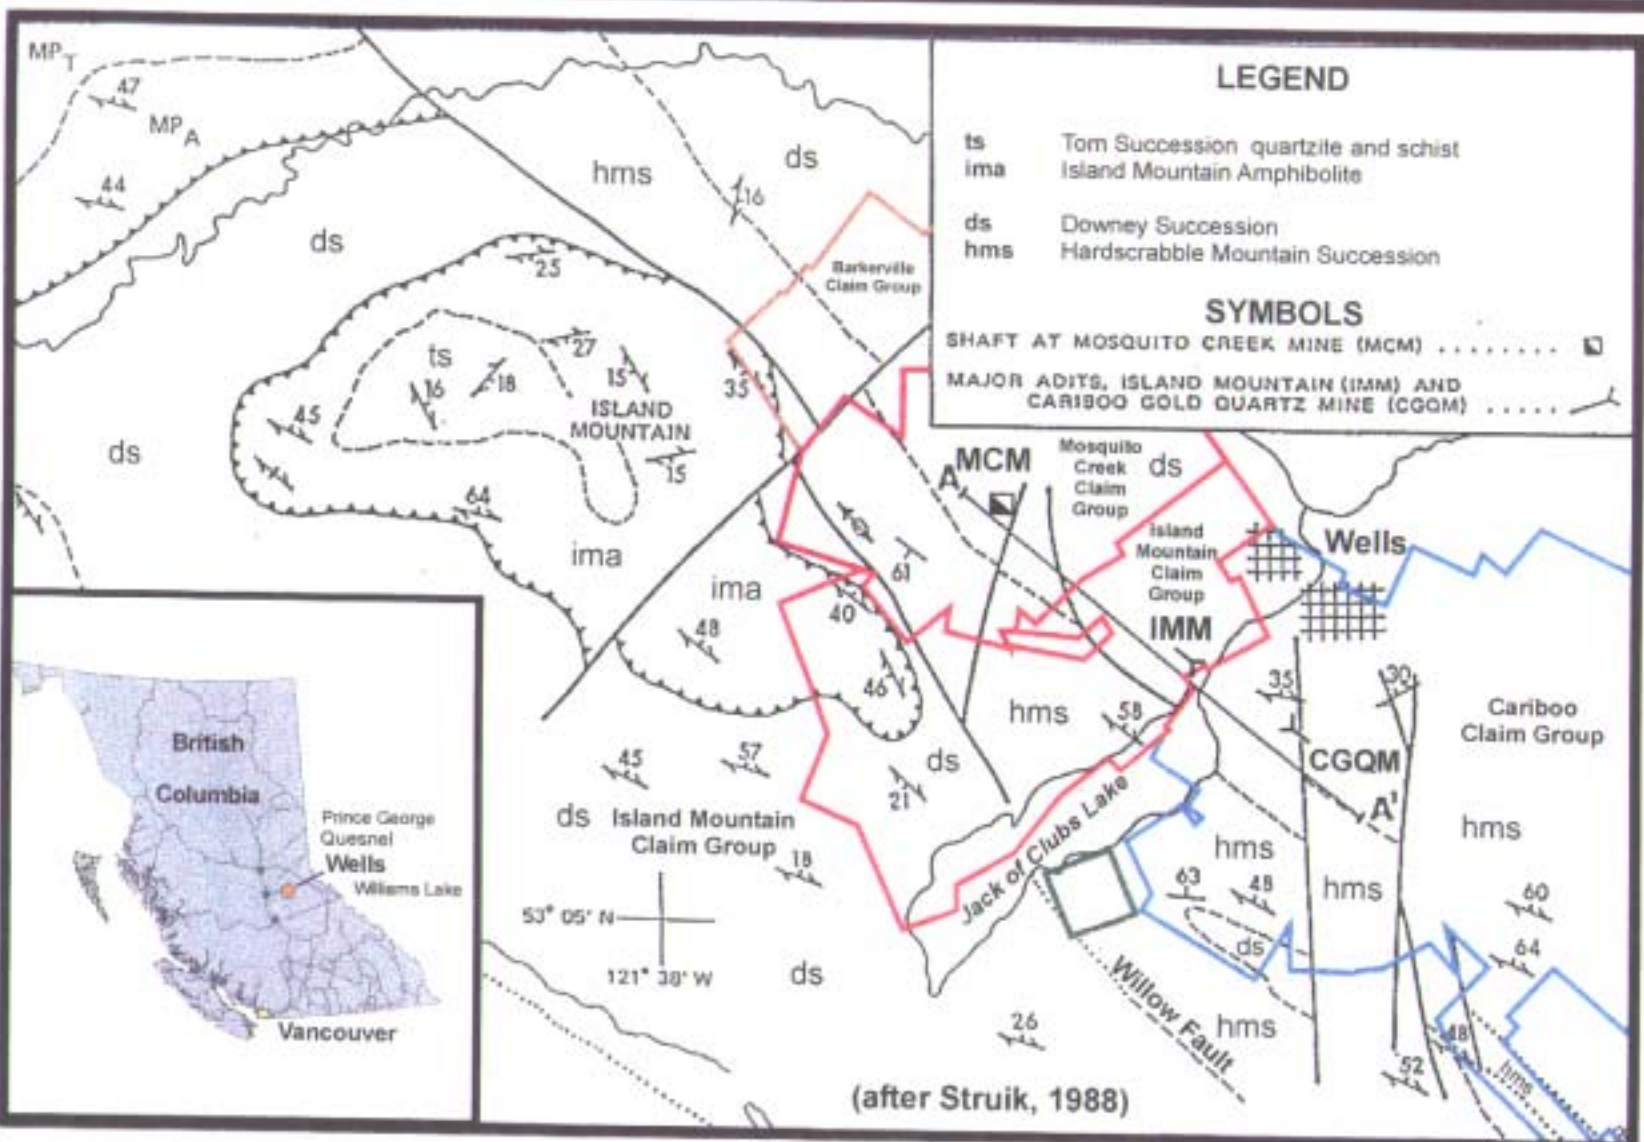 MPT
47
MPA
44
hms
ds
16
ds
25
Barkerville
Claim Group
LEGEND
ts Tom Succession quartzite and schist
ima Island Mountain Amphibolite
ds Downey Succession
hms Hardscrabble Mountain Succession
SYMBOLS
SHAFT AT MOSQUITO CREEK MINE (MCM) ........
MAJOR ADITS, ISLAND MOUNTAIN (IMM) AND
CARIBOO GOLD QUARTZ MINE (CGQM) .....
ts
27
16
18
15
35
ISLAND
MOUNTAIN
45
15
ds
64
ima
A
MCM
Mosquito
Creek
Claim
Group
ds
Island
Mountain
Claim
Group
Wells
61
ima
40
48
IMM
46
hms
58
35
30
Cariboo
Claim Group
45
57
ds
21
CGQM
A'
ds
Island Mountain
Claim Group
18
Jack of Clubs Lake
hms
hms
63
48
hms
60
ds
64
53° 05' N
121° 38' W
ds
Willow Fault
hms
26
48
52
hms
British
Columbia
Prince George
Quesnel
Wells
Williams Lake
Vancouver
(after Struik, 1988)